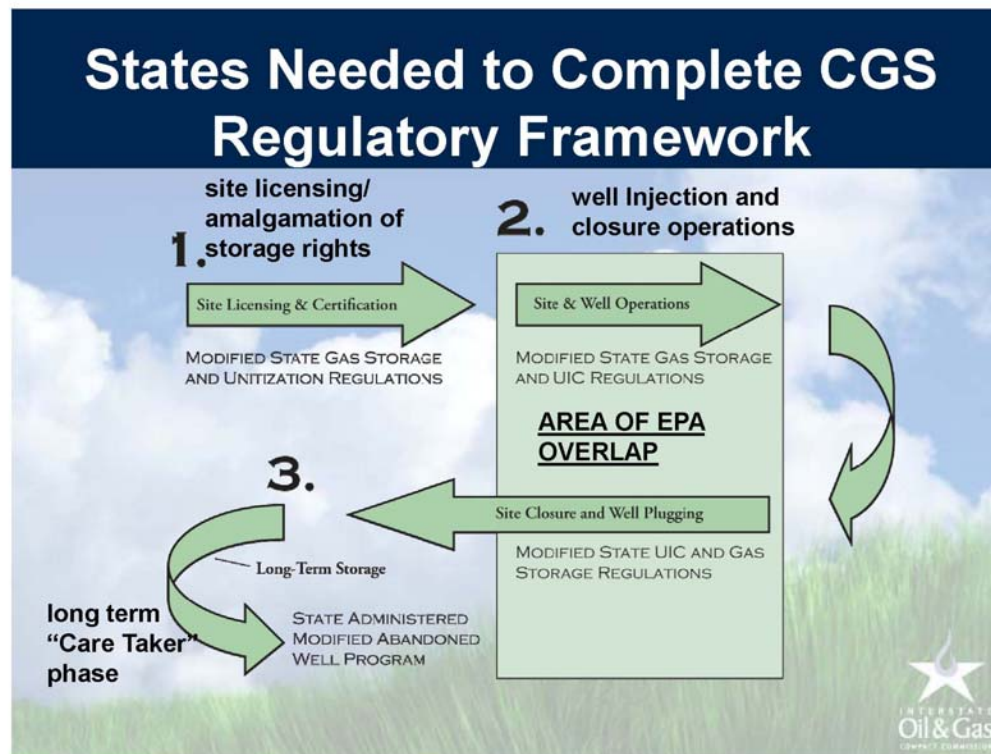 States Needed to Complete CGS
Regulatory Framework
1.
site licensing/
amalgamation of
storage rights
Site Licensing & Certification
MODIFIED STATE GAS STORAGE
AND UNITIZATION REGULATIONS
2.
well Injection and
closure operations
Site & Well Operations
MODIFIED STATE GAS STORAGE
AND UIC REGULATIONS
AREA OF EPA
OVERLAP
Site Closure and Well Plugging
MODIFIED STATE UIC AND GAS
STORAGE REGULATIONS
3.
Long-Term Storage
long term
“Care Taker”
phase
STATE ADMINISTERED
MODIFIED ABANDONED
WELL PROGRAM
INTERSTATE
Oil & Gas
COMPACT COMMISSION